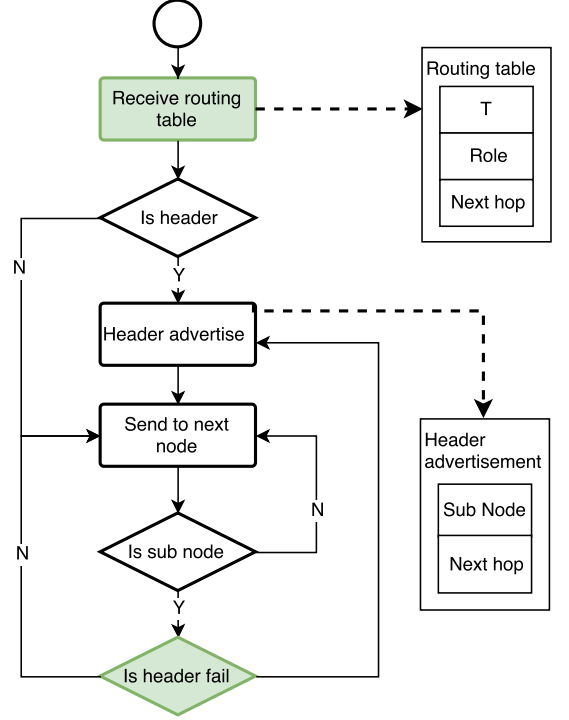 Receive routing
table
Routing table
T
Role
Next hop
Is header
N
Y
Header advertise
Send to next
node
Header
advertisement
Sub Node
Next hop
N
Is sub node
N
Y
Is header fail